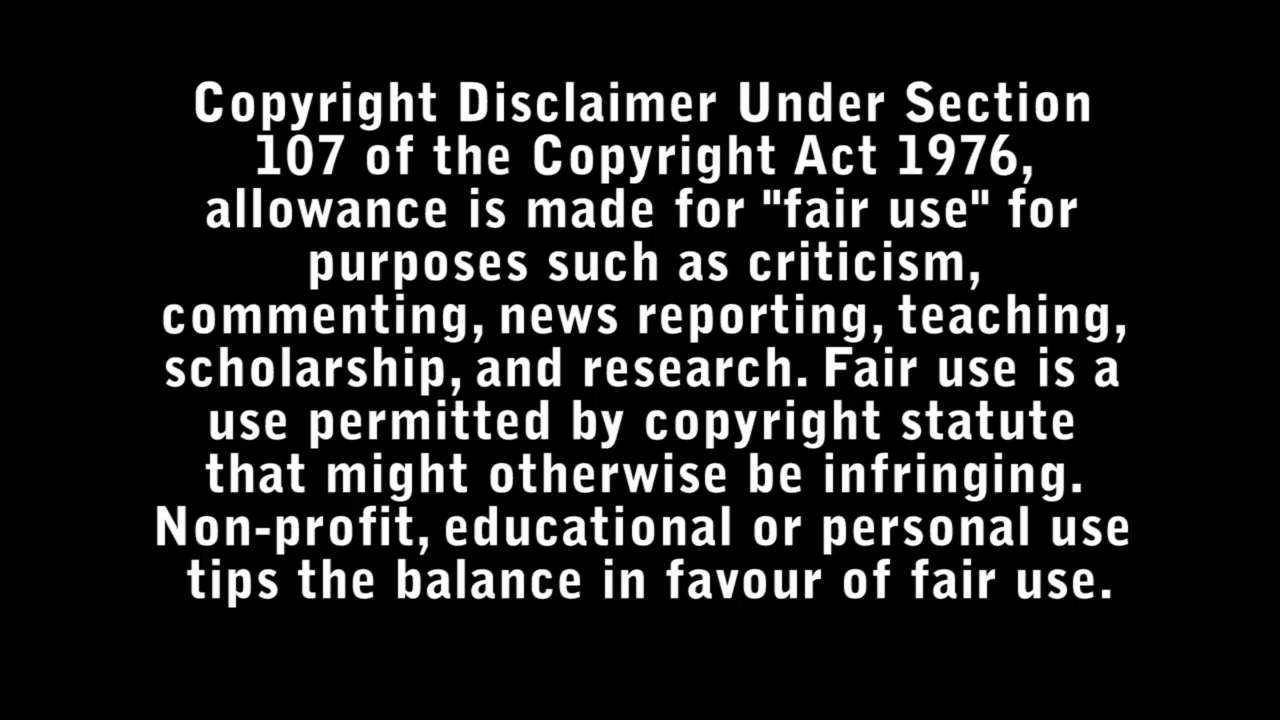 Copyright Disclaimer Under Section
107 of the Copyright Act 1976,
allowance is made for "fair use" for
purposes such as criticism,
commenting, news reporting, teaching,
scholarship, and research. Fair use is a
use permitted by copyright statute
that might otherwise be infringing.
Non-profit, educational or personal use
tips the balance in favour of fair use.